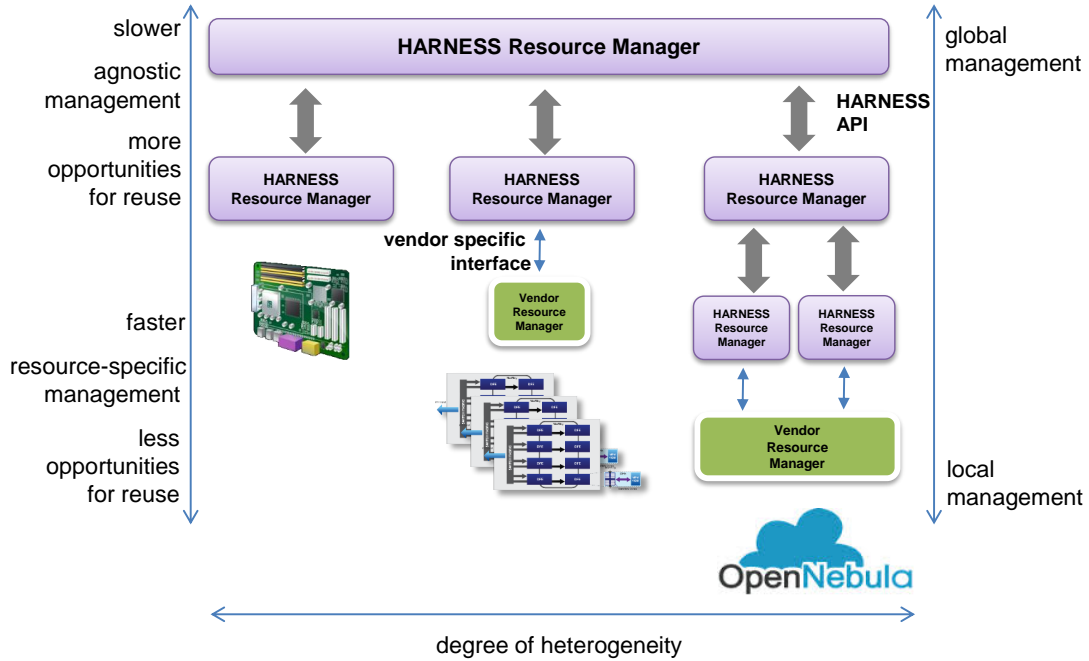 slower
HARNESS Resource Manager
global
management
agnostic
management
HARNESS
API
more
opportunities
for reuse
HARNESS
Resource Manager
HARNESS
Resource Manager
HARNESS
Resource Manager
vendor specific
interface
Vendor
Resource
Manager
HARNESS
Resource
Manager
HARNESS
Resource
Manager
faster
resource-specific
management
less
opportunities
for reuse
Vendor
Resource
Manager
local
management
OpenNebula
degree of heterogeneity